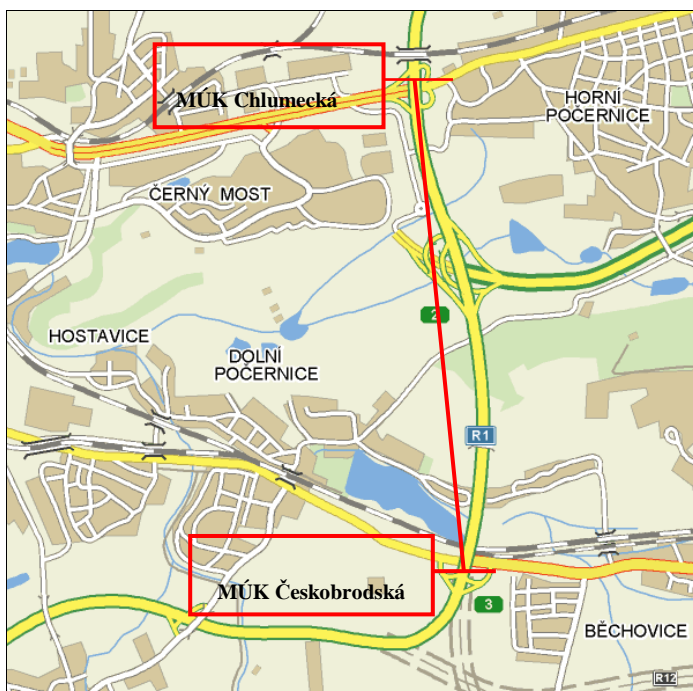 MÚK Chlumecká
HORNÍ
POČERNICE
ČERNÝ MOST
2
HOSTAVICE
DOLNÍ
POČERNICE
R1
MÚK Českobrodská
3
BĚCHOVICE
R12